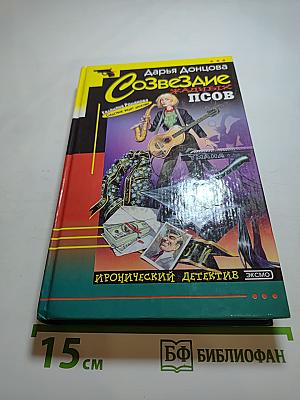 Дарья Донцова
СОЗВЕЗДИЕ
ЖАДНЫХ
ПСОВ
ИРОНИЧЕСКИЙ ДЕТЕКТИВ
ЭКСМО
15 см
БФ БИБЛИОФАН